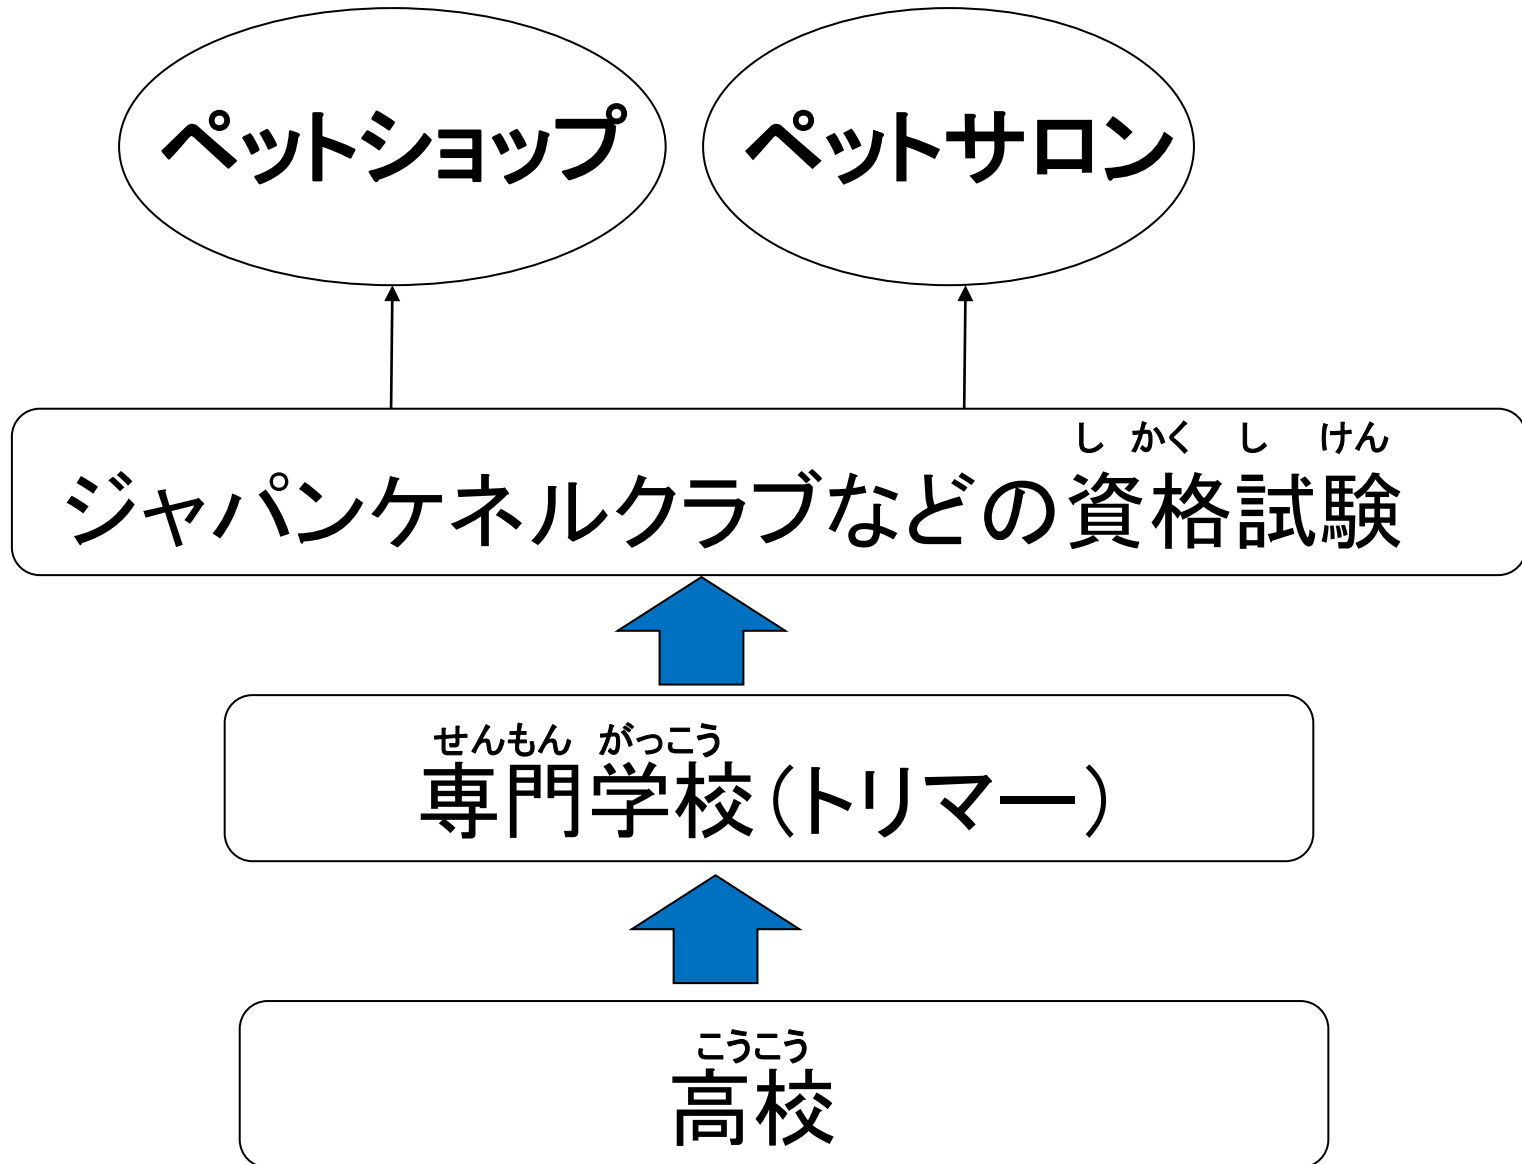 ペットショップ
ペットサロン
し かく し けん
ジャパンケネルクラブなどの資格試験
せんもん がっこう
専門学校(トリマー)
こうこう
高校